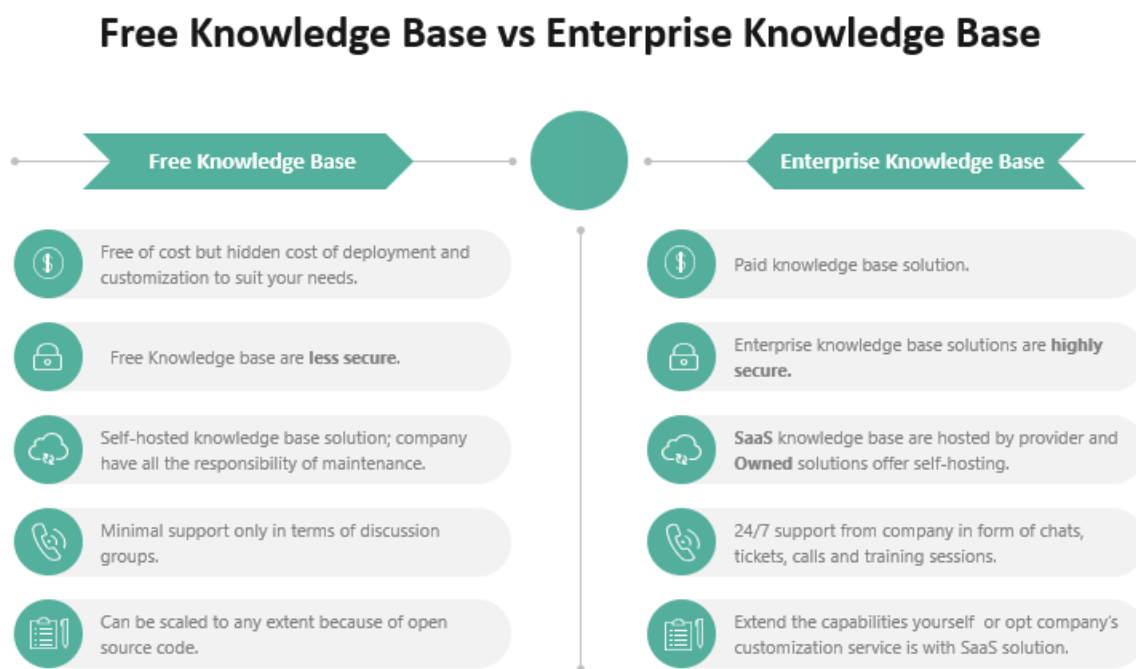 Free Knowledge Base vs Enterprise Knowledge Base
Free Knowledge Base
Free of cost but hidden cost of deployment and
customization to suit your needs.
Free Knowledge base are less secure.
Self-hosted knowledge base solution; company
have all the responsibility of maintenance.
Minimal support only in terms of discussion
groups.
Can be scaled to any extent because of open
source code.
Enterprise Knowledge Base
Paid knowledge base solution.
Enterprise knowledge base solutions are highly
secure.
SaaS knowledge base are hosted by provider and
Owned solutions offer self-hosting.
24/7 support from company in form of chats,
tickets, calls and training sessions.
Extend the capabilities yourself or opt company's
customization service is with SaaS solution.